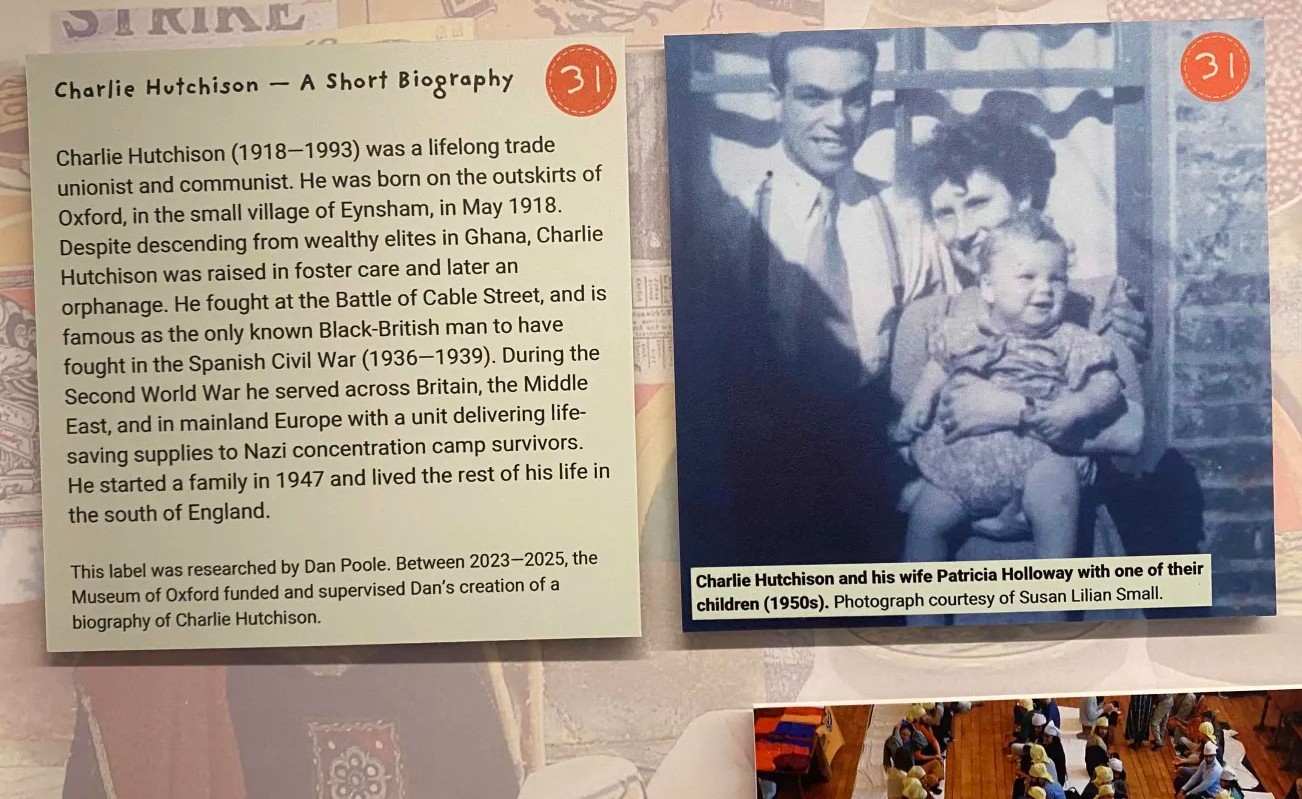 STRIKE
Charlie Hutchison — A Short Biography
31
Charlie Hutchison (1918—1993) was a lifelong trade
unionist and communist. He was born on the outskirts of
Oxford, in the small village of Eynsham, in May 1918.
Despite descending from wealthy elites in Ghana, Charlie
Hutchison was raised in foster care and later an
orphanage. He fought at the Battle of Cable Street, and is
famous as the only known Black-British man to have
fought in the Spanish Civil War (1936—1939). During the
Second World War he served across Britain, the Middle
East, and in mainland Europe with a unit delivering life-
saving supplies to Nazi concentration camp survivors.
He started a family in 1947 and lived the rest of his life in
the south of England.
This label was researched by Dan Poole. Between 2023—2025, the
Museum of Oxford funded and supervised Dan's creation of a
biography of Charlie Hutchison.
31
Charlie Hutchison and his wife Patricia Holloway with one of their
children (1950s). Photograph courtesy of Susan Lilian Small.